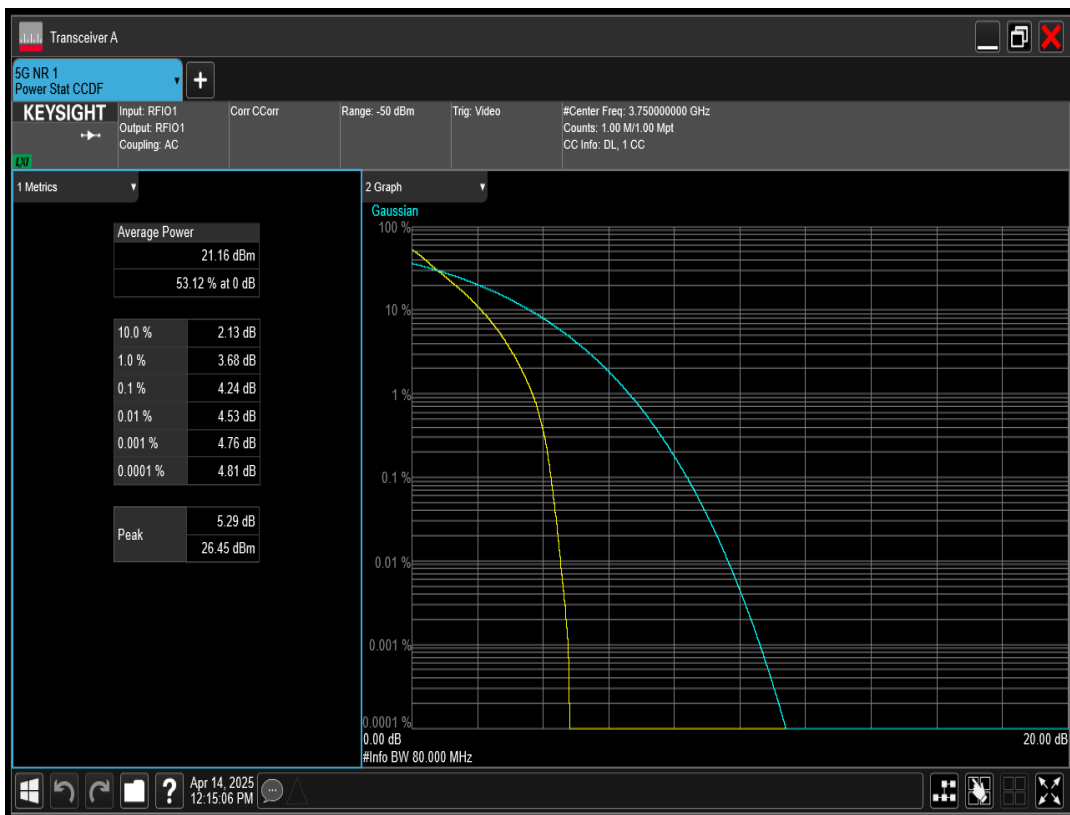 Transceiver A
5G NR 1
Power Stat CCDF
+
KEYSIGHT
LXI
Input: RFIO1
Output: RFIO1
Coupling: AC
Corr CCorr
Range: -50 dBm
Trig: Video
#Center Freq: 3.750000000 GHz
Counts: 1.00 M/1.00 Mpt
CC Info: DL, 1 CC
1 Metrics
Average Power
21.16 dBm
53.12 % at 0 dB
10.0 % 2.13 dB
1.0 % 3.68 dB
0.1 % 4.24 dB
0.01 % 4.53 dB
0.001 % 4.76 dB
0.0001 % 4.81 dB
Peak
5.29 dB
26.45 dBm
2 Graph
Gaussian
100 %
10 %
1 %
0.1 %
0.01 %
0.001 %
0.0001 %
0.00 dB
20.00 dB
#Info BW 80.000 MHz
?
Apr 14, 2025
12:15:06 PM